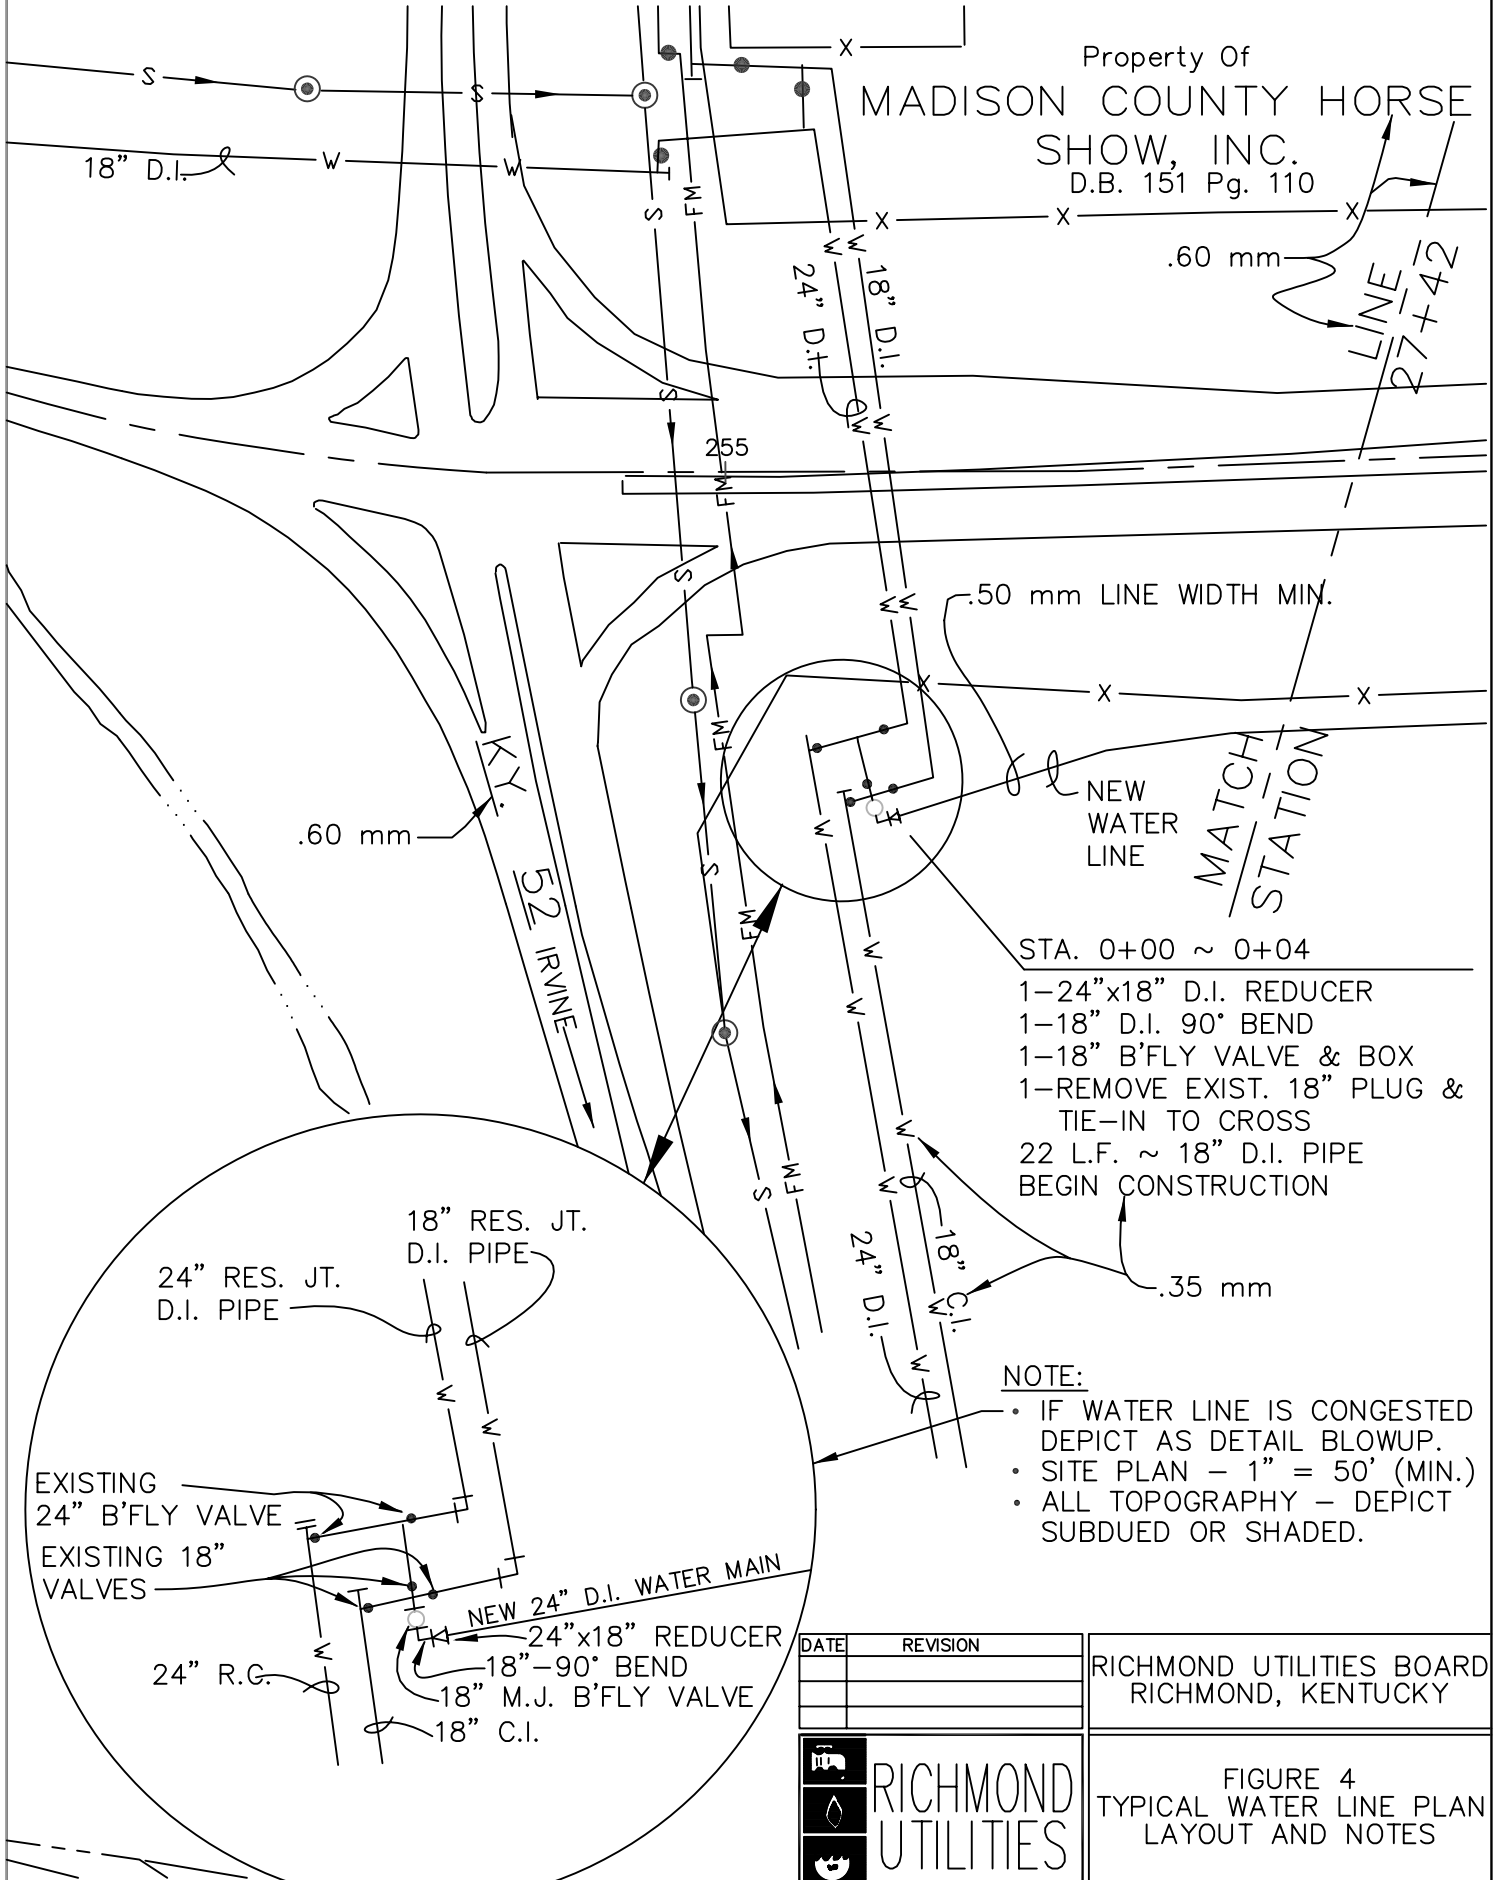 Property Of
MADISON COUNTY HORSE
SHOW, INC.
D.B. 151 Pg. 110
X
S
S
18" D.I.
W
W
S
FM
X
X
X
W
W
.60 mm
24" D.I.
18" D.I.
LINE
27+42
S
W
W
255
FM
S
W
W
.50 mm LINE WIDTH MIN.
X
X
X
FM
KY.
52
IRVINE
.60 mm
NEW
WATER
LINE
MATCH
STATION
W
S
FM
W
W
STA. 0+00 ~ 0+04
1-24"x18" D.I. REDUCER
1-18" D.I. 90° BEND
1-18" B'FLY VALVE & BOX
1-REMOVE EXIST. 18" PLUG &
TIE-IN TO CROSS
22 L.F. ~ 18" D.I. PIPE
BEGIN CONSTRUCTION
W
S
FM
W
24" D.I.
18" C.I.
W
W
.35 mm
NOTE:
• IF WATER LINE IS CONGESTED
DEPICT AS DETAIL BLOWUP.
• SITE PLAN - 1" = 50' (MIN.)
• ALL TOPOGRAPHY - DEPICT
SUBDUED OR SHADED.
18" RES. JT.
D.I. PIPE
24" RES. JT.
D.I. PIPE
W
W
EXISTING
24" B'FLY VALVE
EXISTING 18"
VALVES
NEW 24" D.I. WATER MAIN
24"x18" REDUCER
18"-90° BEND
18" M.J. B'FLY VALVE
18" C.I.
W
24" R.C.
DATE REVISION
RICHMOND UTILITIES BOARD
RICHMOND, KENTUCKY
RICHMOND
UTILITIES
FIGURE 4
TYPICAL WATER LINE PLAN
LAYOUT AND NOTES